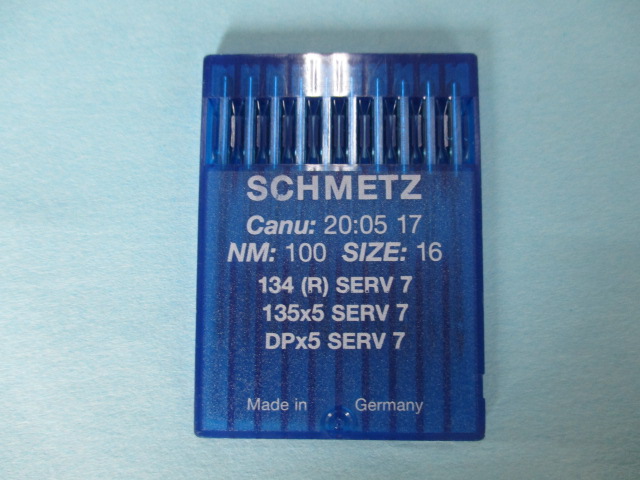 SCHMETZ
Canu: 20:05 17
NM: 100 SIZE: 16
134 (R) SERV 7
135x5 SERV 7
DPx5 SERV 7
Made in Germany